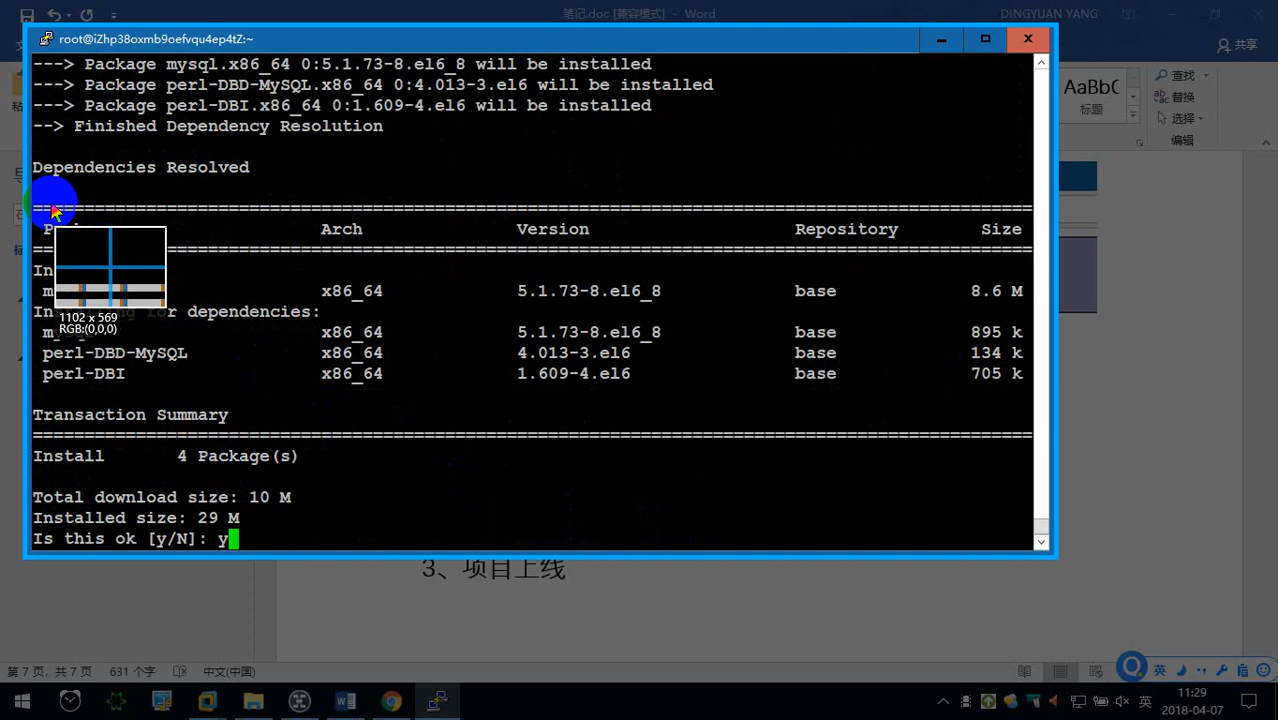 笔记.doc [兼容模式] - Word
DINGYUAN YANG
root@iZhp38oxmb9oefvqu4ep4tZ:~
共享
---> Package mysql.x86_64 0:5.1.73-8.el6_8 will be installed
---> Package perl-DBD-MySQL.x86_64 0:4.013-3.el6 will be installed
---> Package perl-DBI.x86_64 0:1.609-4.el6 will be installed
--> Finished Dependency Resolution
Dependencies Resolved
Arch Version Repository Size
x86_64 5.1.73-8.el6_8 base 8.6 M
for dependencies:
x86_64 5.1.73-8.el6_8 base 895 k
perl-DBD-MySQL x86_64 4.013-3.el6 base 134 k
perl-DBI x86_64 1.609-4.el6 base 705 k
Transaction Summary
Install 4 Package(s)
Total download size: 10 M
Installed size: 29 M
Is this ok [y/N]: y
1102 x 569
RGB:(0,0,0)
AaBbC
标题
查找
替换
选择
编辑
3、项目上线
第 7 页，共 7 页 631 个字 中文(中国)
英
英
11:29
2018-04-07